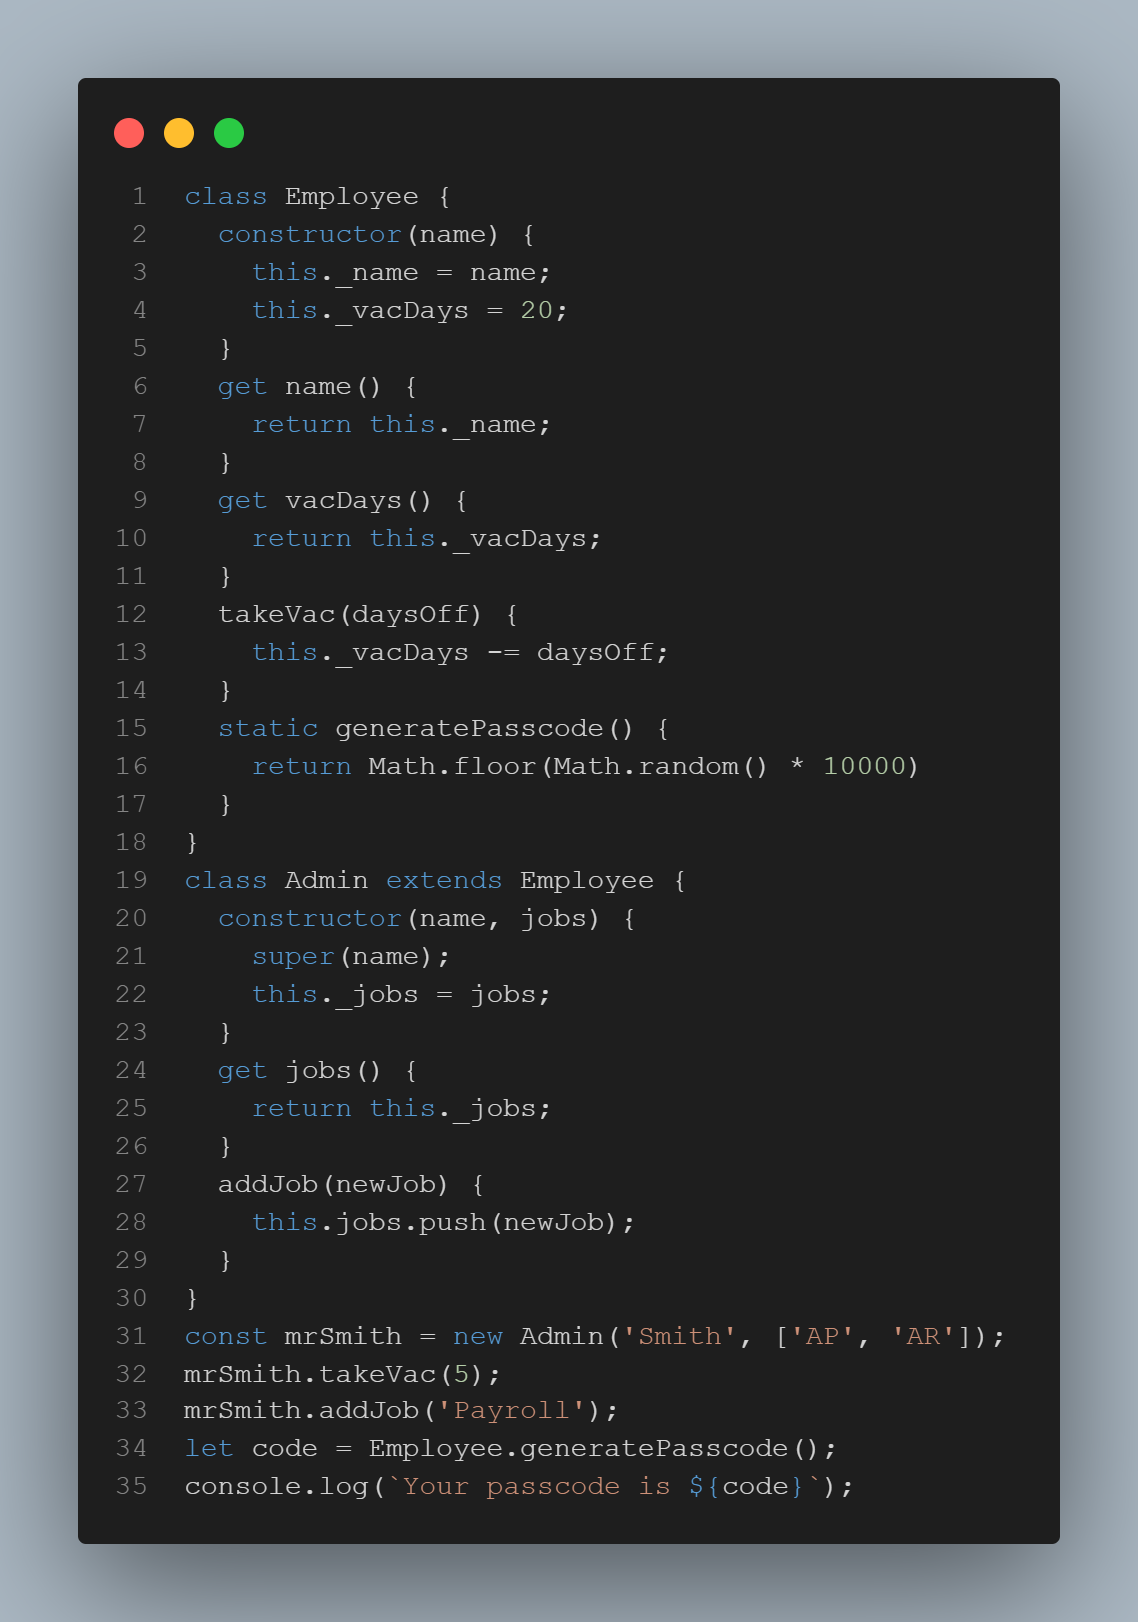 1 class Employee {
2   constructor(name) {
3     this._name = name;
4     this._vacDays = 20;
5   }
6   get name() {
7     return this._name;
8   }
9   get vacDays() {
10     return this._vacDays;
11   }
12   takeVac(daysOff) {
13     this._vacDays -= daysOff;
14   }
15   static generatePasscode() {
16     return Math.floor(Math.random() * 10000)
17   }
18 }
19 class Admin extends Employee {
20   constructor(name, jobs) {
21     super(name);
22     this._jobs = jobs;
23   }
24   get jobs() {
25     return this._jobs;
26   }
27   addJob(newJob) {
28     this.jobs.push(newJob);
29   }
30 }
31 const mrSmith = new Admin('Smith', ['AP', 'AR']);
32 mrSmith.takeVac(5);
33 mrSmith.addJob('Payroll');
34 let code = Employee.generatePasscode();
35 console.log(`Your passcode is ${code}`);